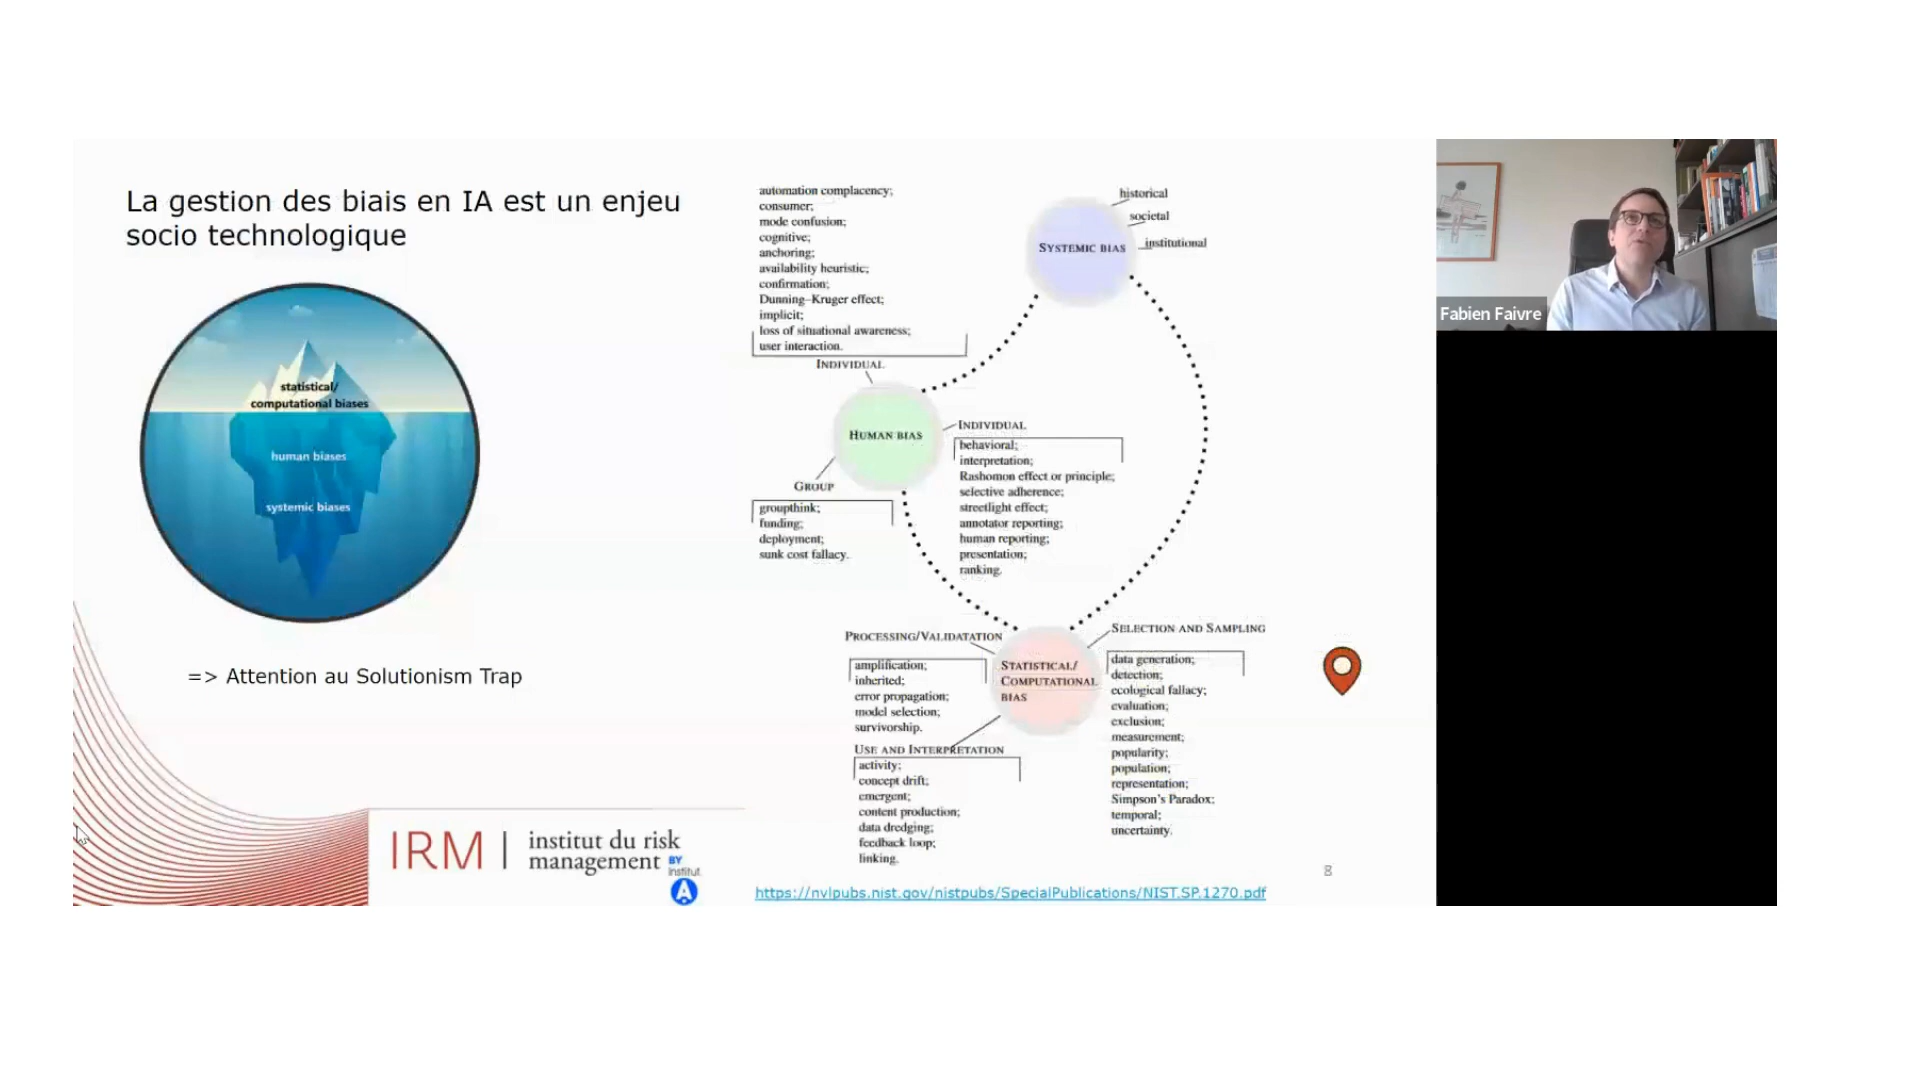 La gestion des biais en IA est un enjeu
socio technologique
statistical/
computational biases
human biases
systemic biases
=> Attention au Solutionism Trap
IRM | institut du risk
management BY
institut
A
automation complacency;
consumer;
mode confusion;
cognitive;
anchoring;
availability heuristic;
confirmation;
Dunning–Kruger effect;
implicit;
loss of situational awareness;
user interaction.
INDIVIDUAL
historical
societal
institutional
SYSTEMIC BIAS
HUMAN BIAS
INDIVIDUAL
behavioral;
interpretation;
Rashomon effect or principle;
selective adherence;
streetlight effect;
annotator reporting;
human reporting;
presentation;
ranking.
GROUP
groupthink;
funding;
deployment;
sunk cost fallacy.
PROCESSING/VALIDATATION
amplification;
inherited;
error propagation;
model selection;
survivorship.
STATISTICAL/
COMPUTATIONAL
BIAS
SELECTION AND SAMPLING
data generation;
detection;
ecological fallacy;
evaluation;
exclusion;
measurement;
popularity;
population;
representation;
Simpson's Paradox;
temporal;
uncertainty.
USE AND INTERPRETATION
activity;
concept drift;
emergent;
content production;
data dredging;
feedback loop;
linking.
8
https://nvlpubs.nist.gov/nistpubs/SpecialPublications/NIST.SP.1270.pdf
Fabien Faivre